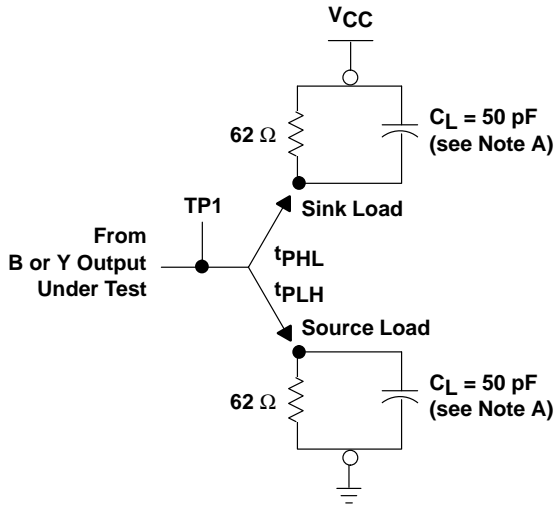 VCC
62 Ω
CL = 50 pF
(see Note A)
TP1
Sink Load
From
B or Y Output
Under Test
tPHL
tPLH
Source Load
62 Ω
CL = 50 pF
(see Note A)